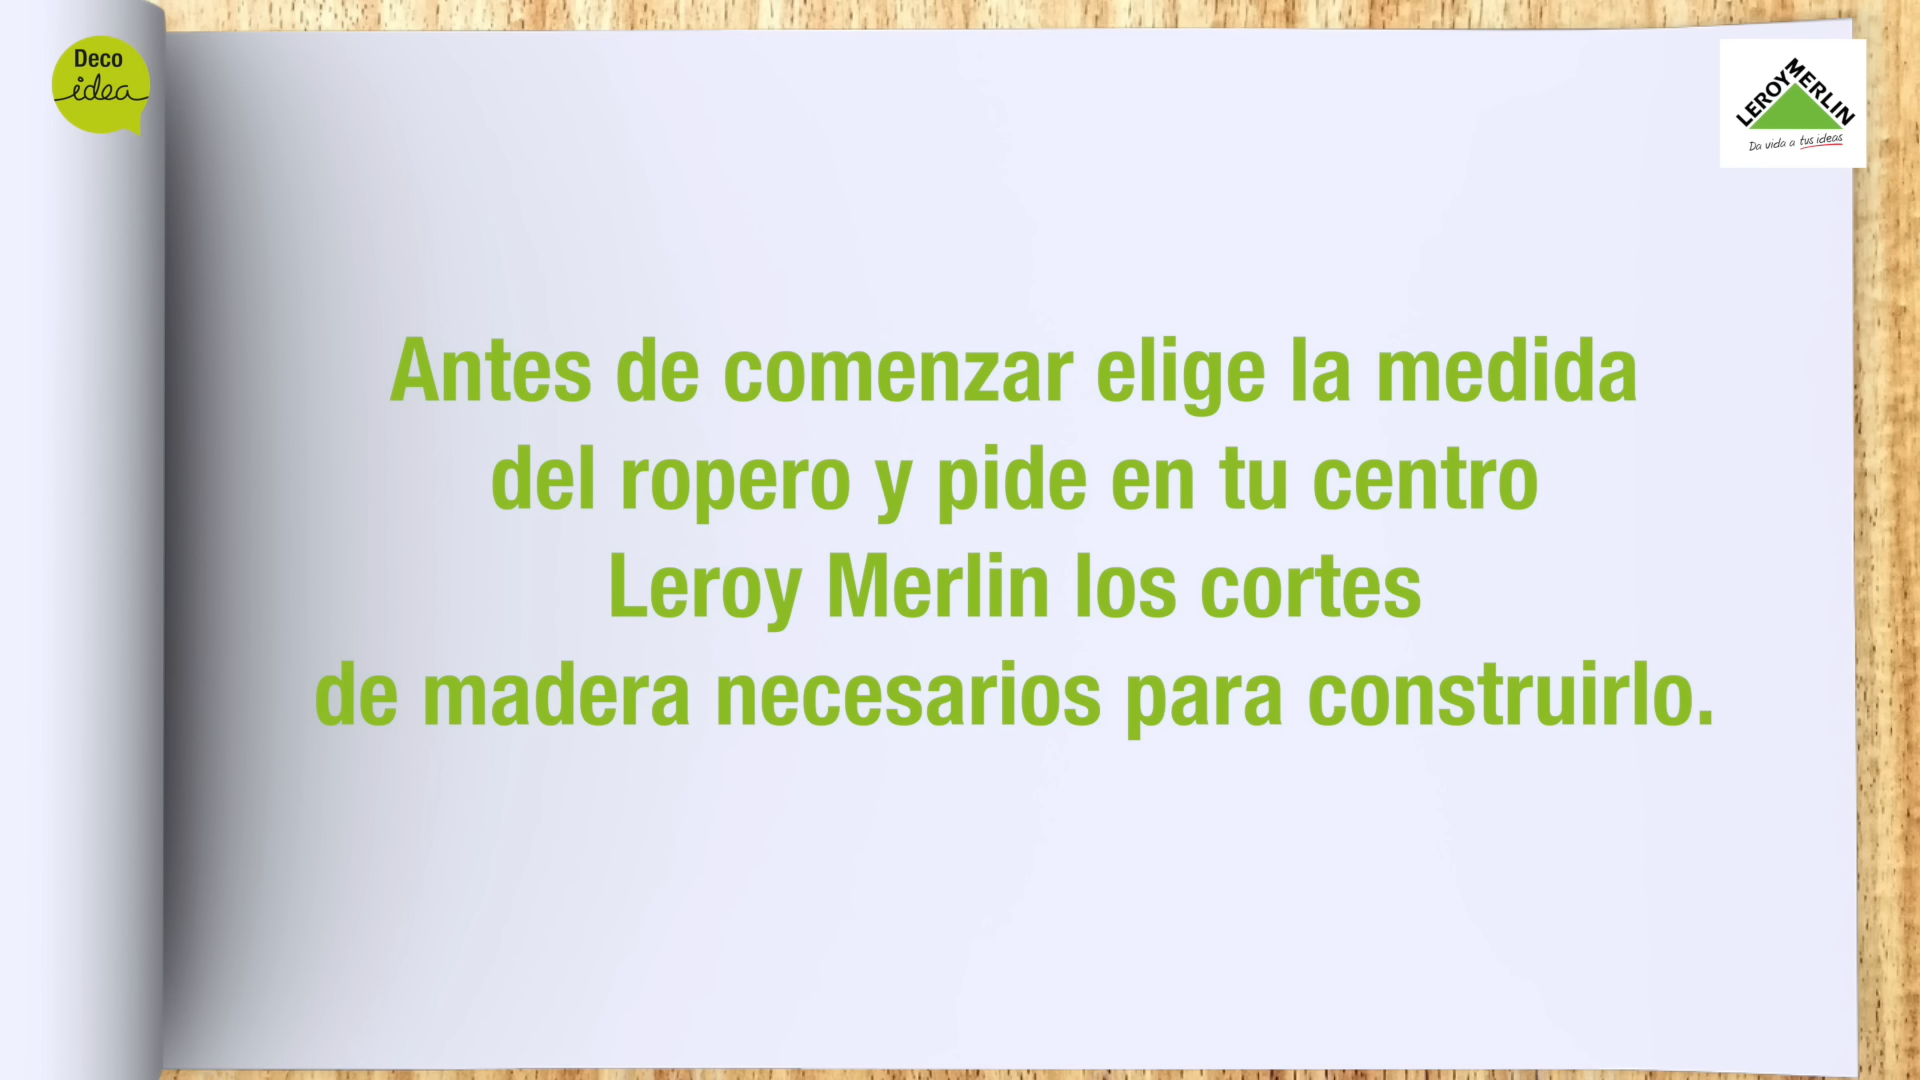 Deco
idea
LEROY MERLIN
Da vida a tus ideas
Antes de comenzar elige la medida
del ropero y pide en tu centro
Leroy Merlin los cortes
de madera necesarios para construirlo.